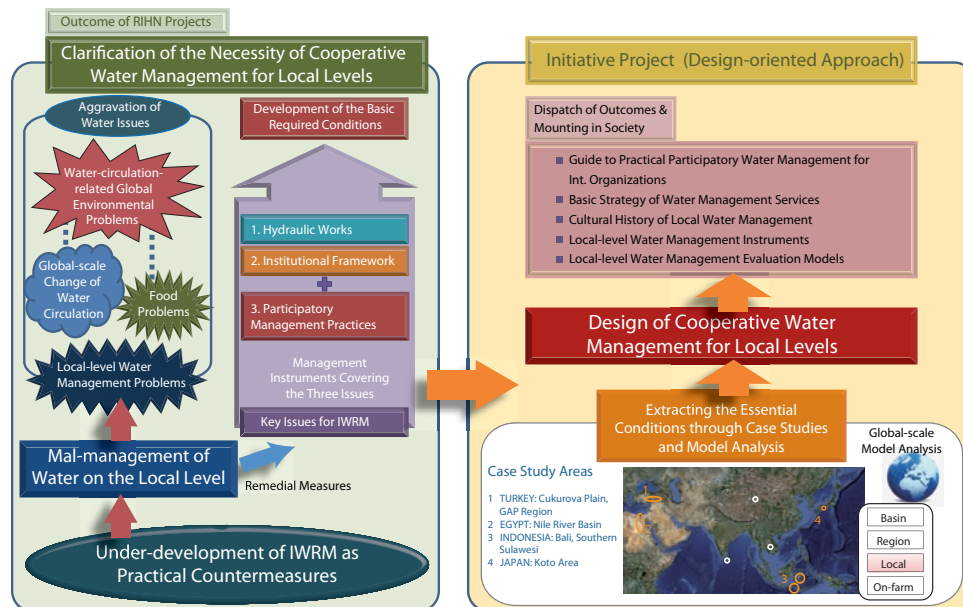 Outcome of RIHN Projects
Clarification of the Necessity of Cooperative
Water Management for Local Levels
Aggravation of
Water Issues
Water-circulation-
related Global
Environmental
Problems
Global-scale
Change of
Water
Circulation
Food
Problems
Local-level Water
Management Problems
Mal-management of
Water on the Local Level
Under-development of IWRM as
Practical Countermeasures
Remedial Measures
Development of the Basic
Required Conditions
1. Hydraulic Works
2. Institutional Framework
3. Participatory
Management Practices
Management
Instruments Covering
the Three Issues
Key Issues for IWRM
Initiative Project (Design-oriented Approach)
Dispatch of Outcomes &
Mounting in Society
■ Guide to Practical Participatory Water Management for
Int. Organizations
■ Basic Strategy of Water Management Services
■ Cultural History of Local Water Management
■ Local-level Water Management Instruments
■ Local-level Water Management Evaluation Models
Design of Cooperative Water
Management for Local Levels
Extracting the Essential
Conditions through Case Studies
and Model Analysis
Case Study Areas
1 TURKEY: Cukurova Plain,
GAP Region
2 EGYPT: Nile River Basin
3 INDONESIA: Bali, Southern
Sulawesi
4 JAPAN: Koto Area
1
2
3
4
Global-scale
Model Analysis
Basin
Region
Local
On-farm